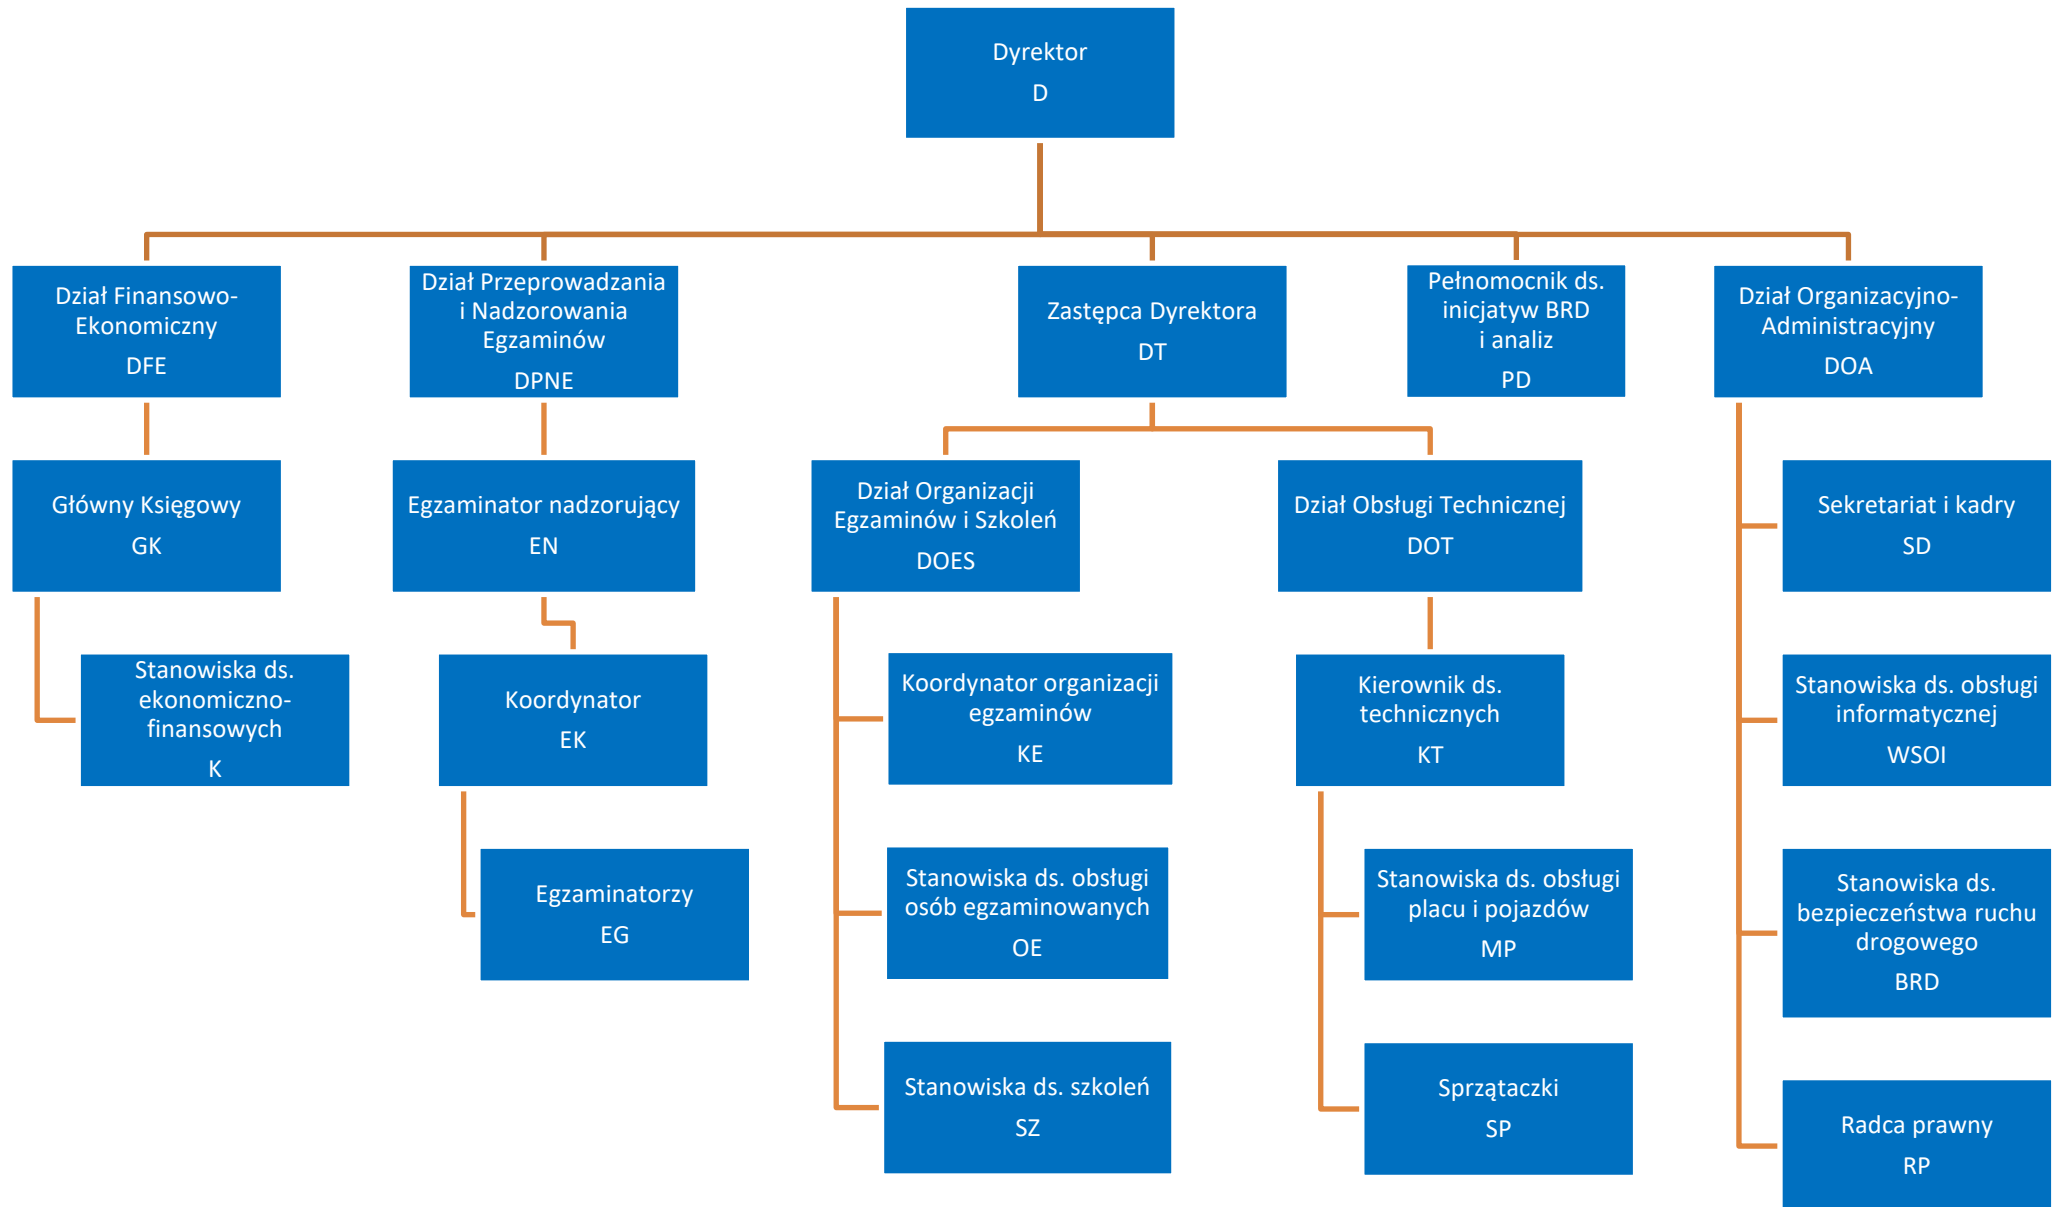 Dyrektor
D
Dział Finansowo-
Ekonomiczny
DFE
Dział Przeprowadzania
i Nadzorowania
Egzaminów
DPNE
Zastępca Dyrektora
DT
Pełnomocnik ds.
inicjatyw BRD
i analiz
PD
Dział Organizacyjno-
Administracyjny
DOA
Główny Księgowy
GK
Egzaminator nadzorujący
EN
Dział Organizacji
Egzaminów i Szkoleń
DOES
Dział Obsługi Technicznej
DOT
Sekretariat i kadry
SD
Stanowiska ds.
ekonomiczno-
finansowych
K
Koordynator
EK
Koordynator organizacji
egzaminów
KE
Kierownik ds.
technicznych
KT
Stanowiska ds. obsługi
informatycznej
WSOI
Egzaminatorzy
EG
Stanowiska ds. obsługi
osób egzaminowanych
OE
Stanowiska ds. obsługi
placu i pojazdów
MP
Stanowiska ds.
bezpieczeństwa ruchu
drogowego
BRD
Stanowiska ds. szkoleń
SZ
Sprzątaczki
SP
Radca prawny
RP